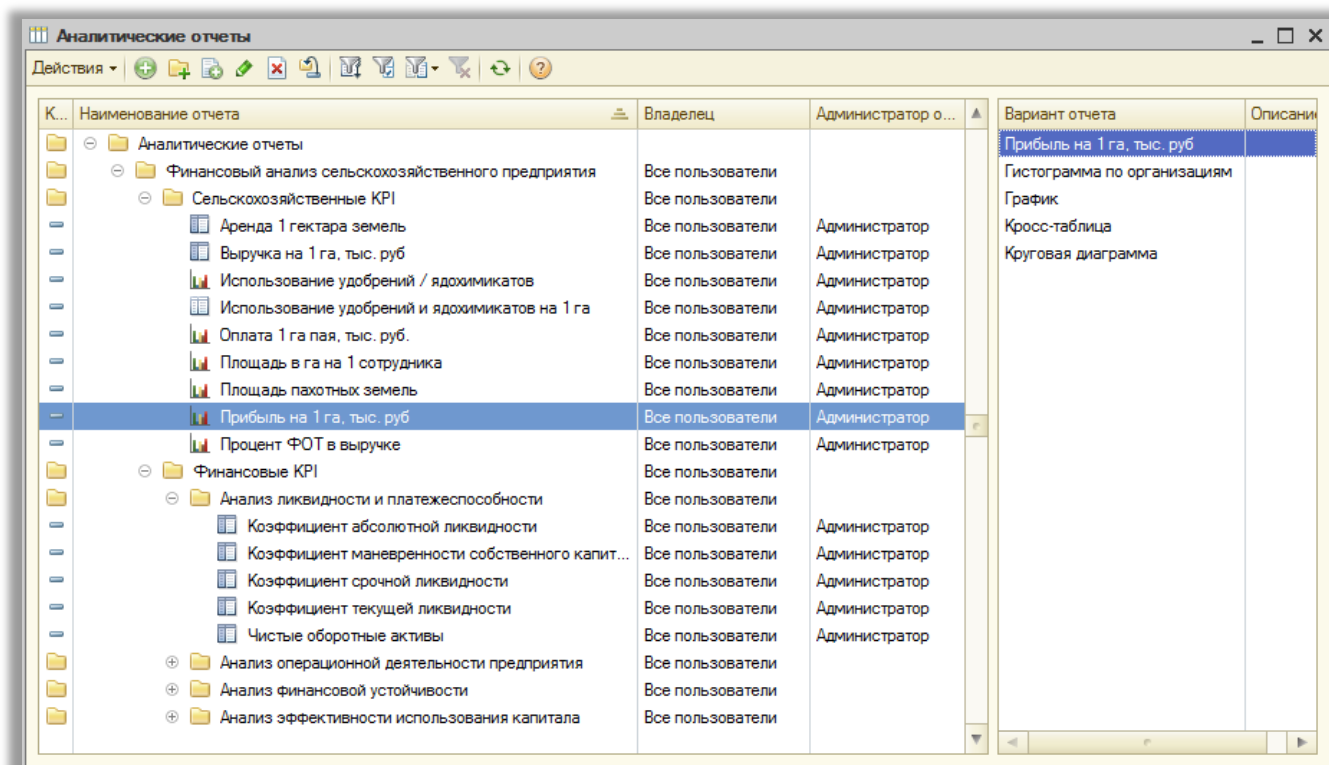 Аналитические отчеты
Действия
К... Наименование отчета Владелец Администратор о... Вариант отчета Описание
Аналитические отчеты Прибыль на 1 га, тыс. руб
Финансовый анализ сельскохозяйственного предприятия Все пользователи Гистограмма по организациям
Сельскохозяйственные KPI Все пользователи График
Аренда 1 гектара земель Все пользователи Администратор Кросс-таблица
Выручка на 1 га, тыс. руб Все пользователи Администратор Круговая диаграмма
Использование удобрений / ядохимикатов Все пользователи Администратор
Использование удобрений и ядохимикатов на 1 га Все пользователи Администратор
Оплата 1 га пая, тыс. руб. Все пользователи Администратор
Площадь в га на 1 сотрудника Все пользователи Администратор
Площадь пахотных земель Все пользователи Администратор
Прибыль на 1 га, тыс. руб Все пользователи Администратор
Процент ФОТ в выручке Все пользователи Администратор
Финансовые KPI Все пользователи
Анализ ликвидности и платежеспособности Все пользователи
Коэффициент абсолютной ликвидности Все пользователи Администратор
Коэффициент маневренности собственного капит... Все пользователи Администратор
Коэффициент срочной ликвидности Все пользователи Администратор
Коэффициент текущей ликвидности Все пользователи Администратор
Чистые оборотные активы Все пользователи Администратор
Анализ операционной деятельности предприятия Все пользователи
Анализ финансовой устойчивости Все пользователи
Анализ эффективности использования капитала Все пользователи